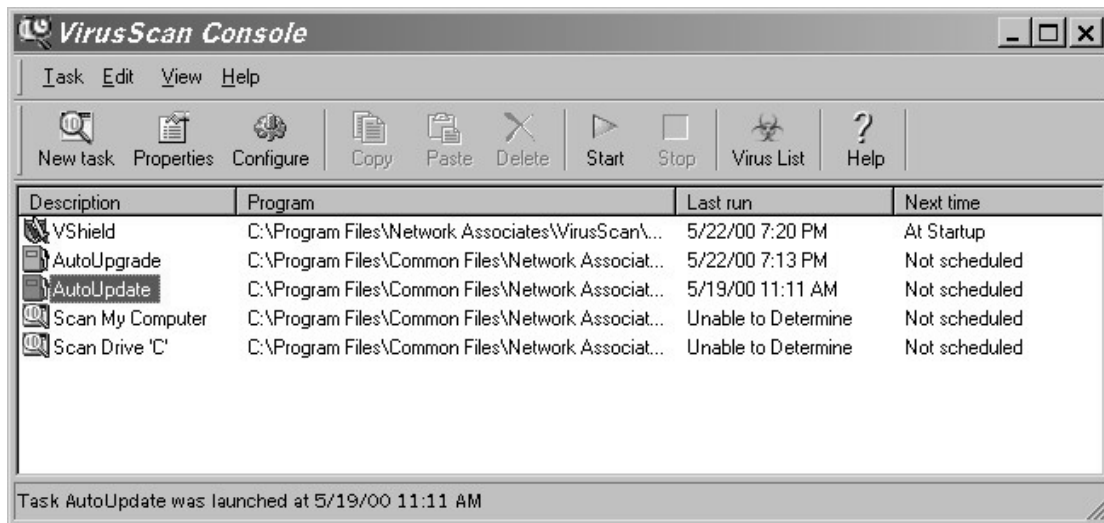 VirusScan Console
Task Edit View Help
New task Properties Configure Copy Paste Delete Start Stop Virus List Help
Description Program Last run Next time
VShield C:\Program Files\Network Associates\VirusScan\... 5/22/00 7:20 PM At Startup
AutoUpgrade C:\Program Files\Common Files\Network Associat... 5/22/00 7:13 PM Not scheduled
AutoUpdate C:\Program Files\Common Files\Network Associat... 5/19/00 11:11 AM Not scheduled
Scan My Computer C:\Program Files\Common Files\Network Associat... Unable to Determine Not scheduled
Scan Drive 'C' C:\Program Files\Common Files\Network Associat... Unable to Determine Not scheduled
Task AutoUpdate was launched at 5/19/00 11:11 AM